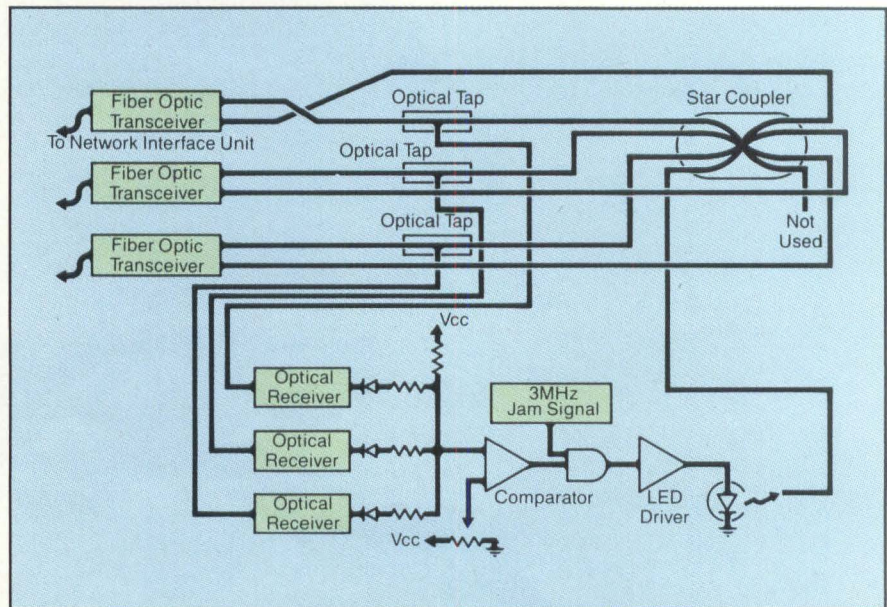 Fiber Optic
Transceiver
To Network Interface Unit
Fiber Optic
Transceiver
Fiber Optic
Transceiver
Optical Tap
Optical Tap
Optical Tap
Star Coupler
Not
Used
Vcc
Optical
Receiver
Optical
Receiver
Optical
Receiver
3MHz
Jam Signal
Comparator
LED
Driver
Vcc